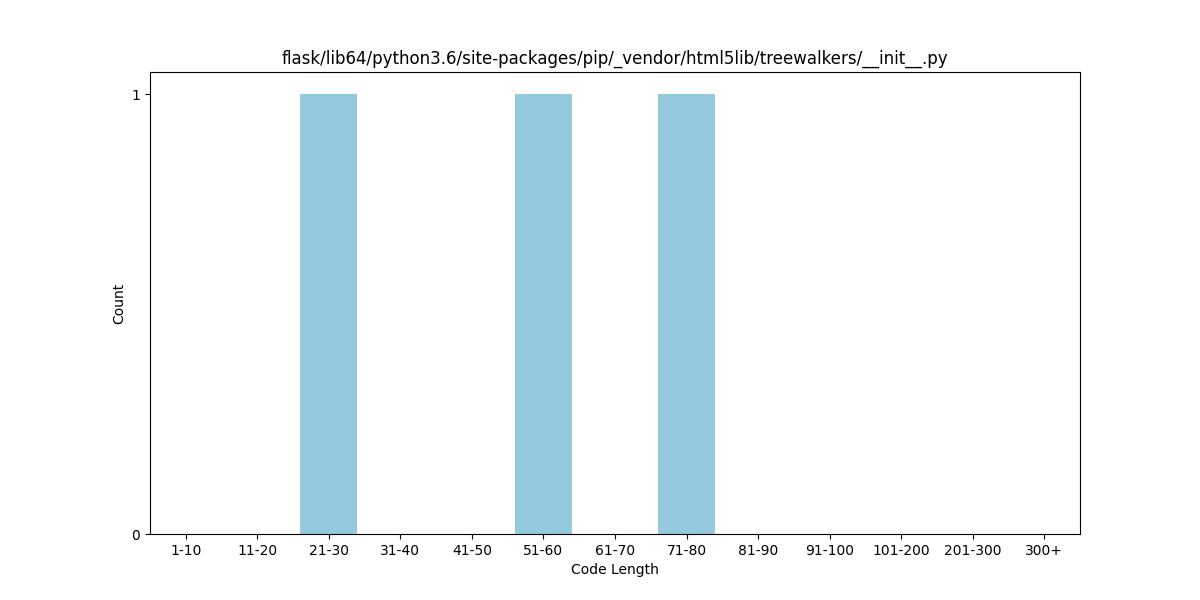 flask/lib64/python3.6/site-packages/pip/_vendor/html5lib/treewalkers/__init__.py
Count
1
0
1-10 11-20 21-30 31-40 41-50 51-60 61-70 71-80 81-90 91-100 101-200 201-300 300+
Code Length